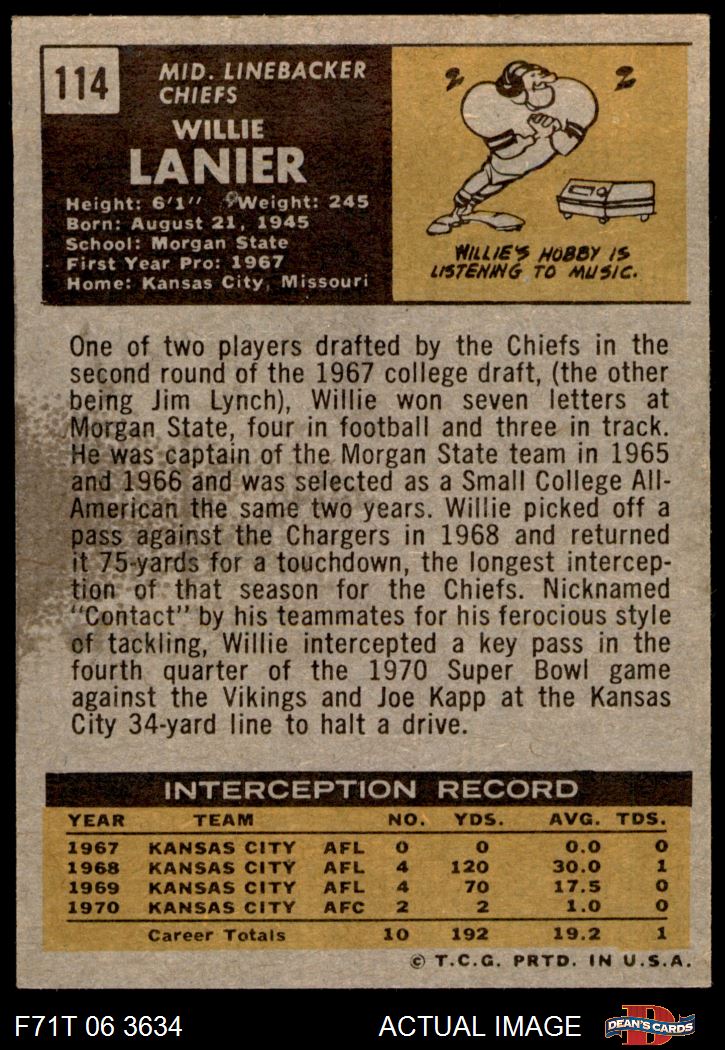 114
MID. LINEBACKER
CHIEFS
WILLIE
LANIER
Height: 6'1" Weight: 245
Born: August 21, 1945
School: Morgan State
First Year Pro: 1967
Home: Kansas City, Missouri
WILLIE'S HOBBY IS
LISTENING TO MUSIC.
One of two players drafted by the Chiefs in the
second round of the 1967 college draft, (the other
being Jim Lynch), Willie won seven letters at
Morgan State, four in football and three in track.
He was captain of the Morgan State team in 1965
and 1966 and was selected as a Small College All-
American the same two years. Willie picked off a
pass against the Chargers in 1968 and returned
it 75-yards for a touchdown, the longest intercep-
tion of that season for the Chiefs. Nicknamed
"Contact" by his teammates for his ferocious style
of tackling, Willie intercepted a key pass in the
fourth quarter of the 1970 Super Bowl game
against the Vikings and Joe Kapp at the Kansas
City 34-yard line to halt a drive.
INTERCEPTION RECORD
YEAR TEAM NO. YDS. AVG. TDS.
1967 KANSAS CITY AFL 0 0 0.0 0
1968 KANSAS CITY AFL 4 120 30.0 1
1969 KANSAS CITY AFL 4 70 17.5 0
1970 KANSAS CITY AFC 2 2 1.0 0
Career Totals 10 192 19.2 1
© T.C.G. PRTD. IN U.S.A.
F71T 06 3634 ACTUAL IMAGE D DEAN'S CARDS